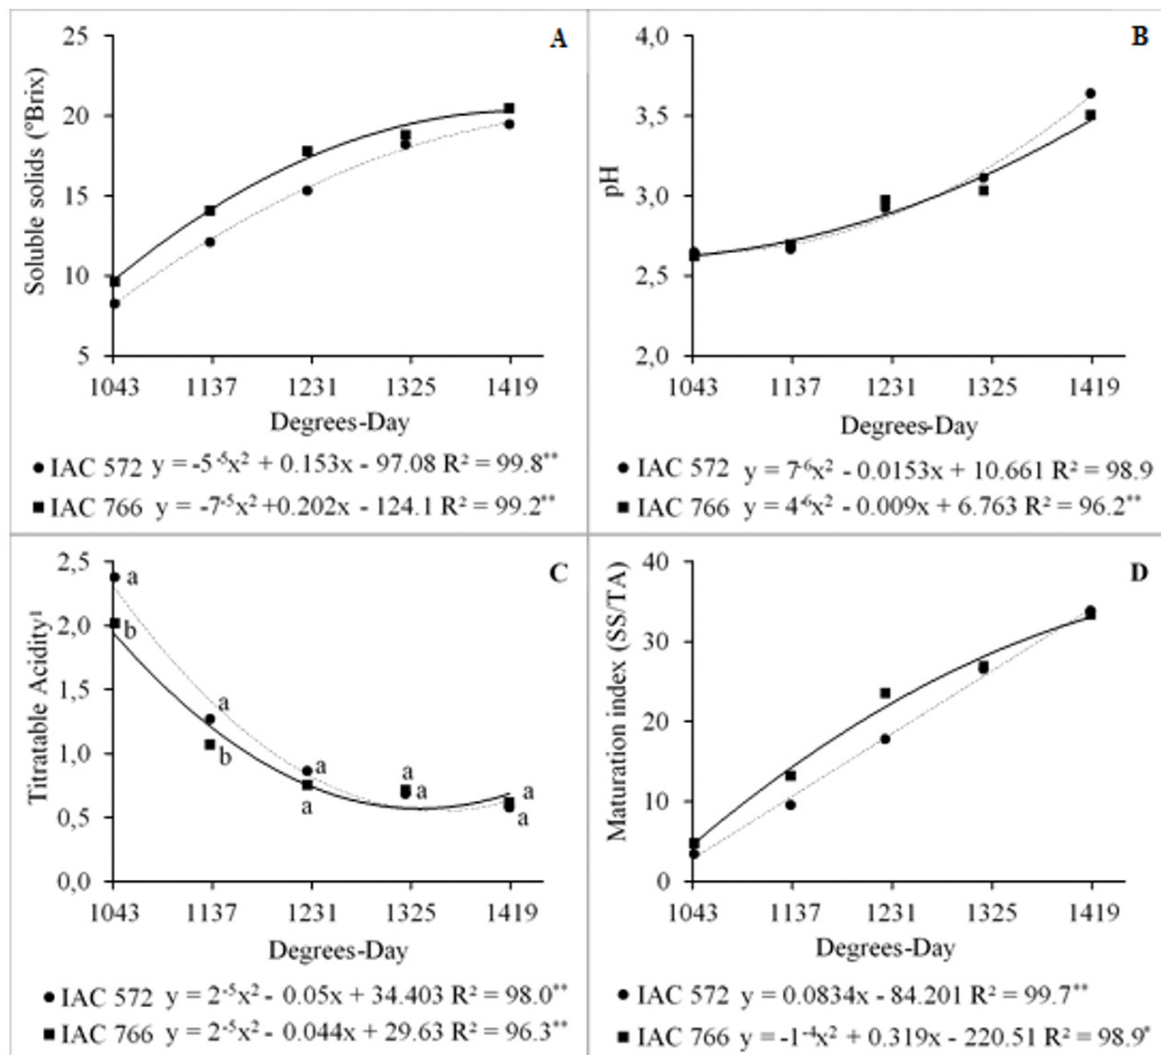 A
25
20
15
10
5
Soluble solids (°Brix)
1043 1137 1231 1325 1419
Degrees-Day
● IAC 572 y = -5⁻⁵x² + 0.153x - 97.08 R² = 99.8**
■ IAC 766 y = -7⁻⁵x² +0.202x - 124.1 R² = 99.2**
B
4,0
3,5
3,0
2,5
2,0
pH
1043 1137 1231 1325 1419
Degrees-Day
● IAC 572 y = 7⁻⁶x² - 0.0153x + 10.661 R² = 98.9
■ IAC 766 y = 4⁻⁶x² - 0.009x + 6.763 R² = 96.2**
C
2,5
2,0
1,5
1,0
0,5
0,0
Titratable Acidity¹
a
b
a
b
a
a
a
a
a
a
1043 1137 1231 1325 1419
Degrees-Day
● IAC 572 y = 2⁻⁵x² - 0.05x + 34.403 R² = 98.0**
■ IAC 766 y = 2⁻⁵x² - 0.044x + 29.63 R² = 96.3**
D
40
30
20
10
0
Maturation index (SS/TA)
1043 1137 1231 1325 1419
Degrees-Day
● IAC 572 y = 0.0834x - 84.201 R² = 99.7**
■ IAC 766 y = -1⁻⁴x² + 0.319x - 220.51 R² = 98.9*